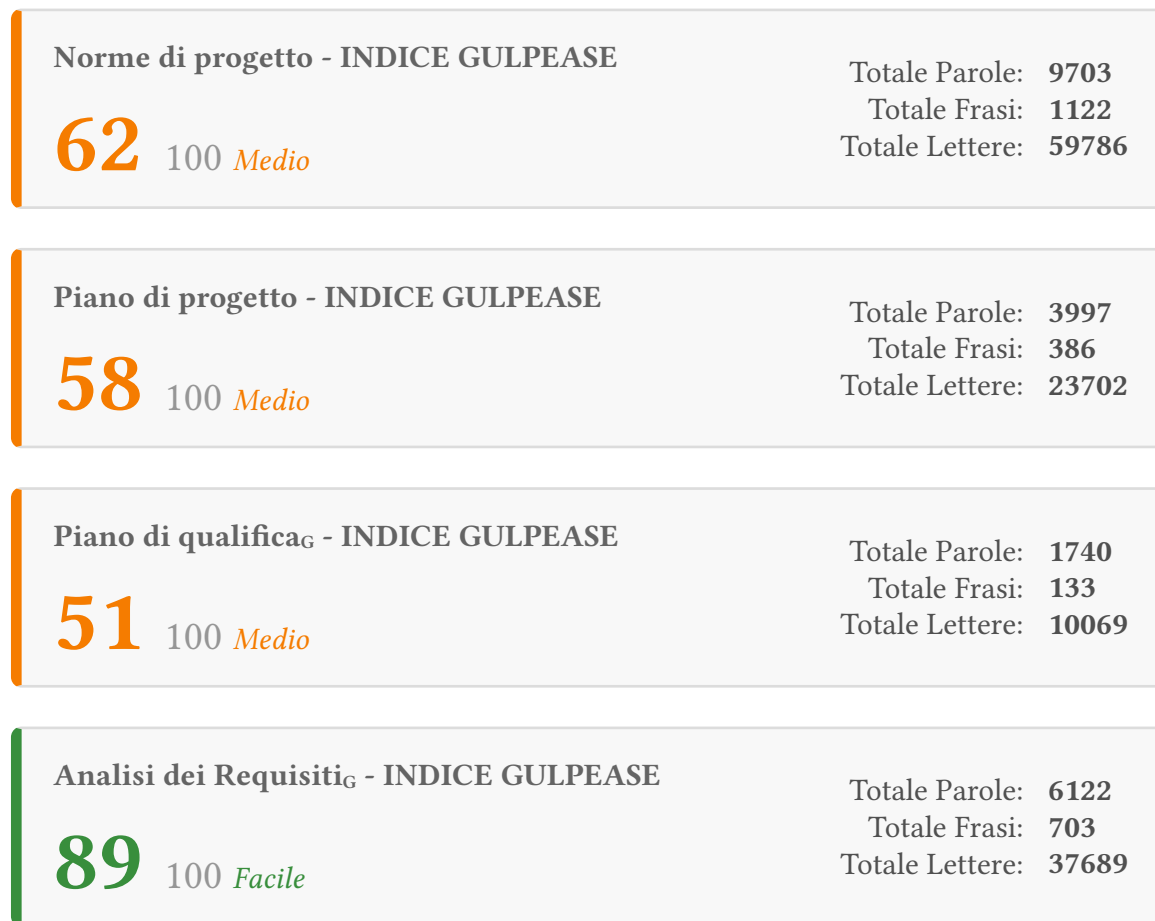 Norme di progetto - INDICE GULPEASE
62 100 Medio
Totale Parole: 9703
Totale Frasi: 1122
Totale Lettere: 59786
Piano di progetto - INDICE GULPEASE
58 100 Medio
Totale Parole: 3997
Totale Frasi: 386
Totale Lettere: 23702
Piano di qualificaG - INDICE GULPEASE
51 100 Medio
Totale Parole: 1740
Totale Frasi: 133
Totale Lettere: 10069
Analisi dei RequisitiG - INDICE GULPEASE
89 100 Facile
Totale Parole: 6122
Totale Frasi: 703
Totale Lettere: 37689